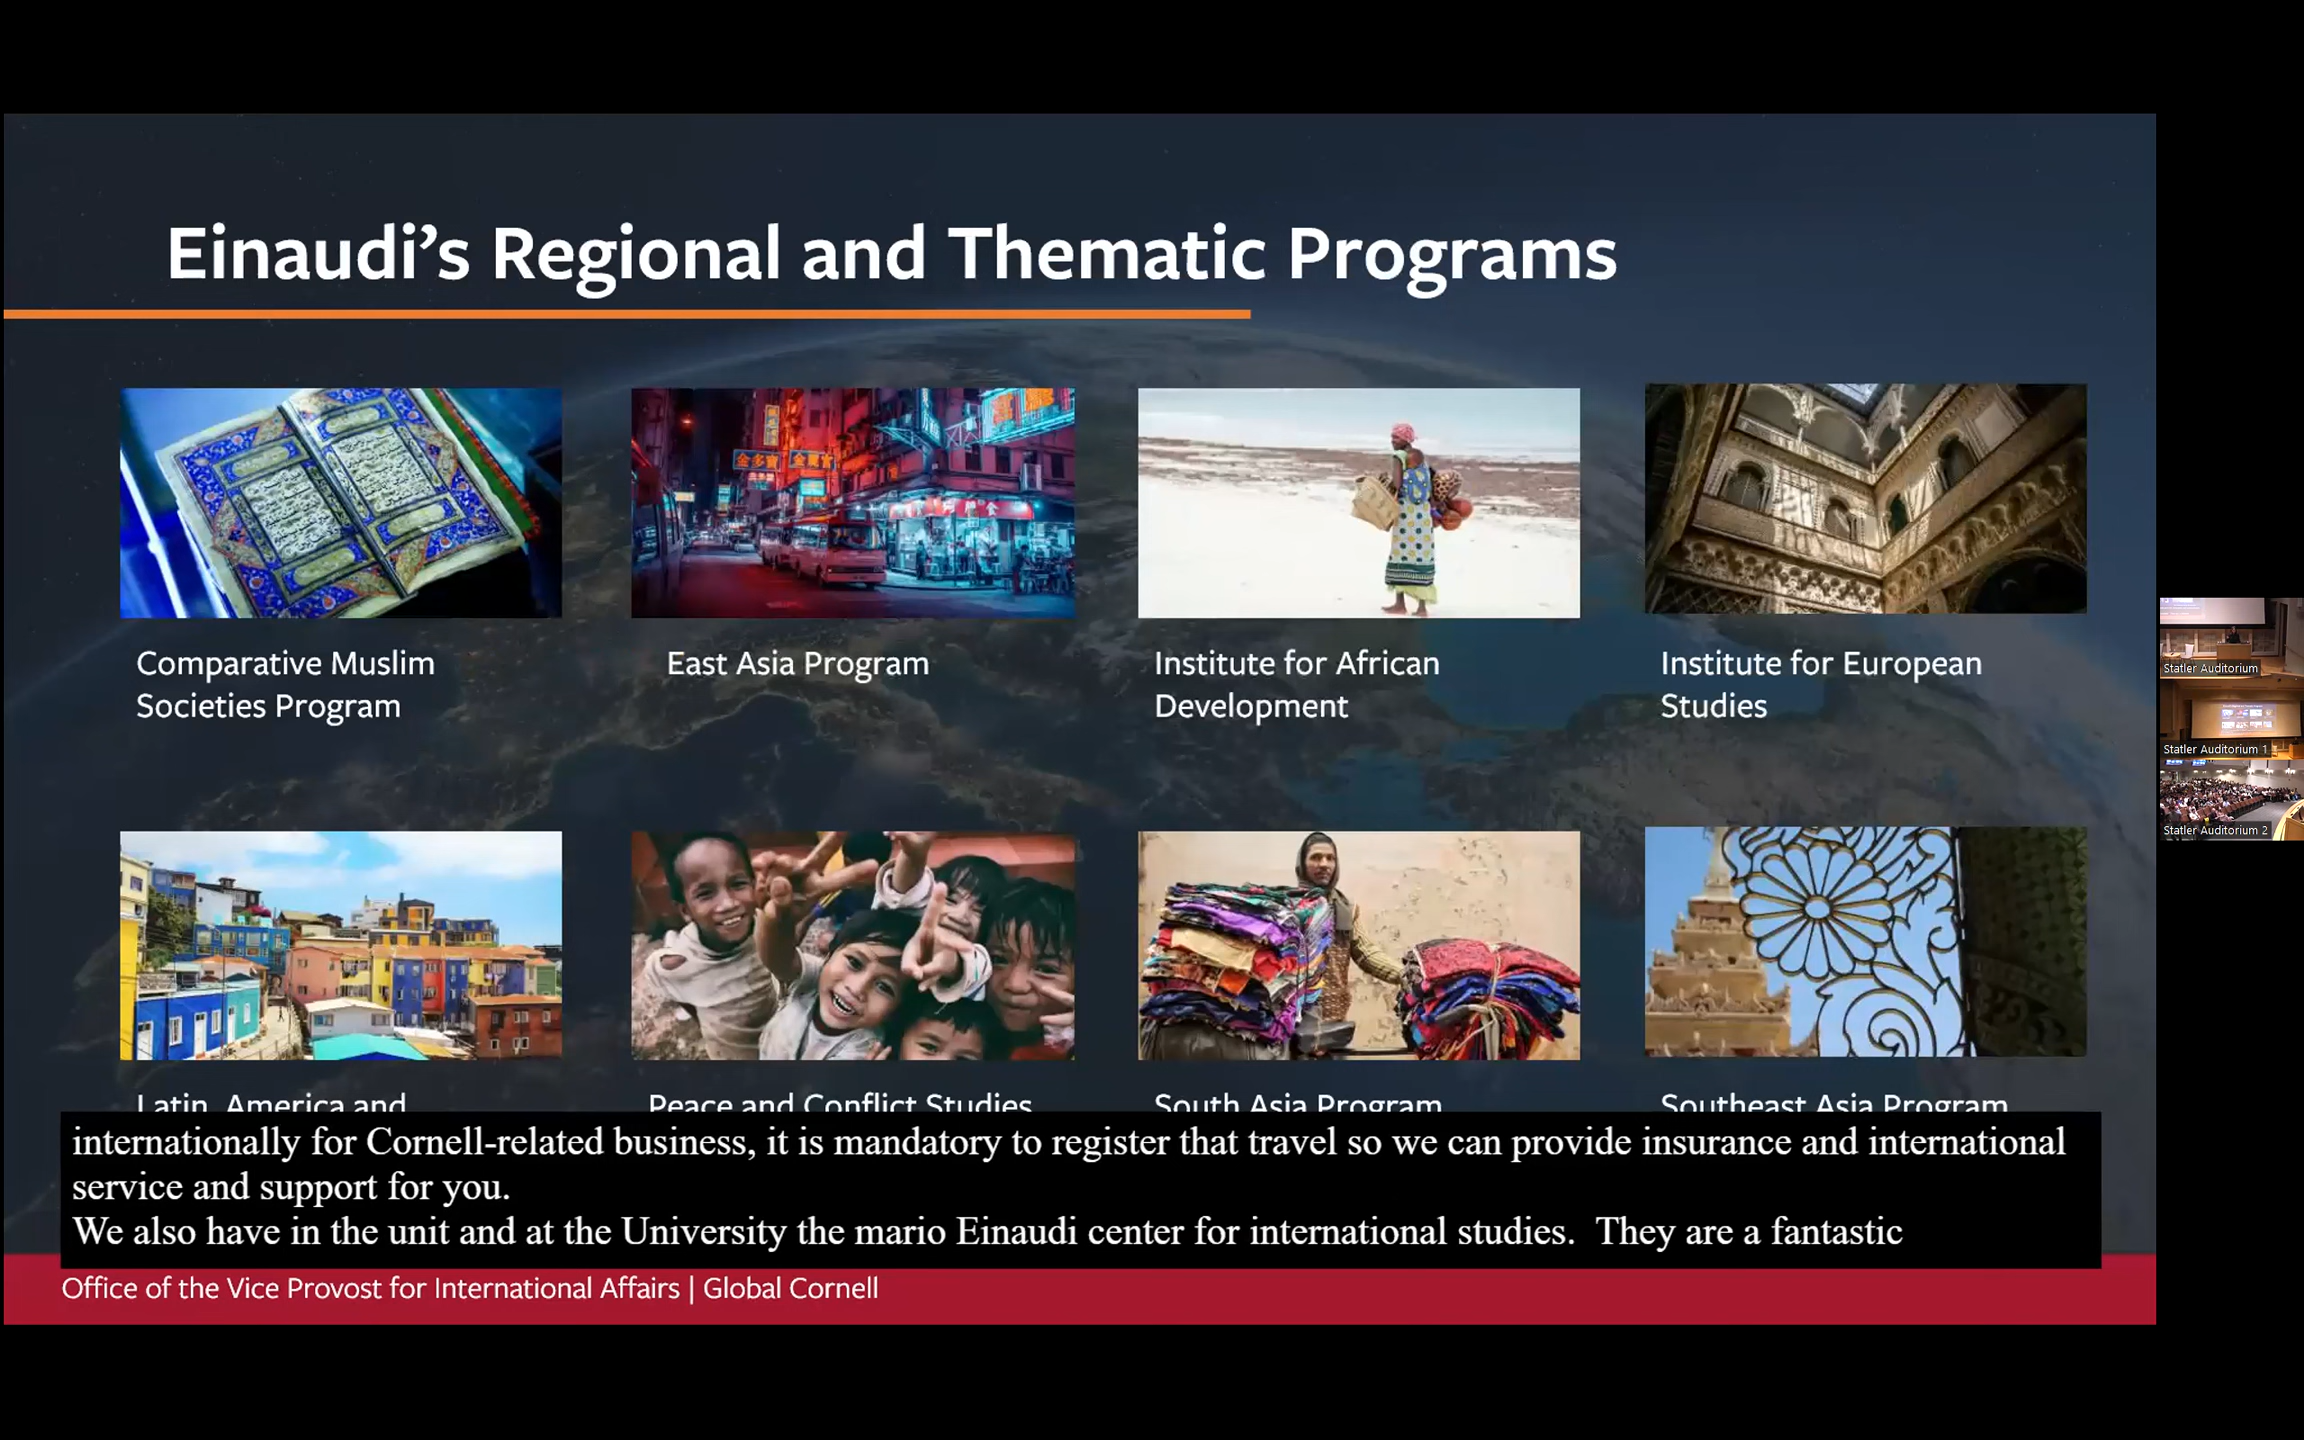 Einaudi’s Regional and Thematic Programs
Comparative Muslim
Societies Program
East Asia Program
Institute for African
Development
Institute for European
Studies
Latin America and
Peace and Conflict Studies
South Asia Program
Southeast Asia Program
internationally for Cornell-related business, it is mandatory to register that travel so we can provide insurance and international
service and support for you.
We also have in the unit and at the University the mario Einaudi center for international studies.  They are a fantastic
Office of the Vice Provost for International Affairs | Global Cornell
Statler Auditorium
Statler Auditorium 1
Statler Auditorium 2